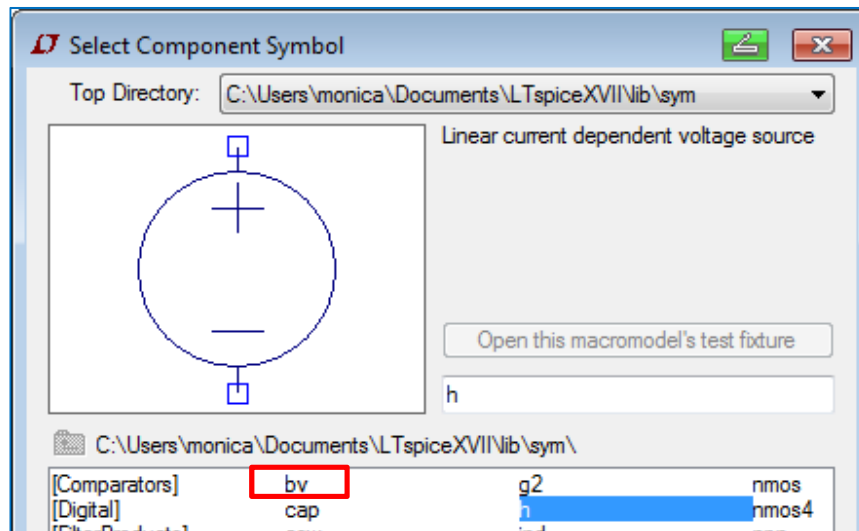 Select Component Symbol
Top Directory: C:\Users\monica\Documents\LTspiceXVII\lib\sym
Linear current dependent voltage source
Open this macromodel's test fixture
h
C:\Users\monica\Documents\LTspiceXVII\lib\sym\
[Comparators] bv g2 nmos
[Digital] cap h nmos4